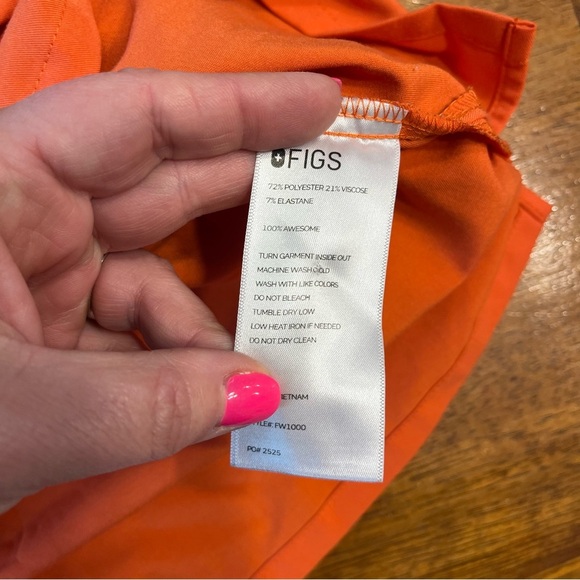 FIGS
72% POLYESTER 21% VISCOSE
7% ELASTANE
100% AWESOME
TURN GARMENT INSIDE OUT
MACHINE WASH COLD
WASH WITH LIKE COLORS
DO NOT BLEACH
TUMBLE DRY LOW
LOW HEAT IRON IF NEEDED
DO NOT DRY CLEAN
IETNAM
TYLE#: FW1000
PO# 2525